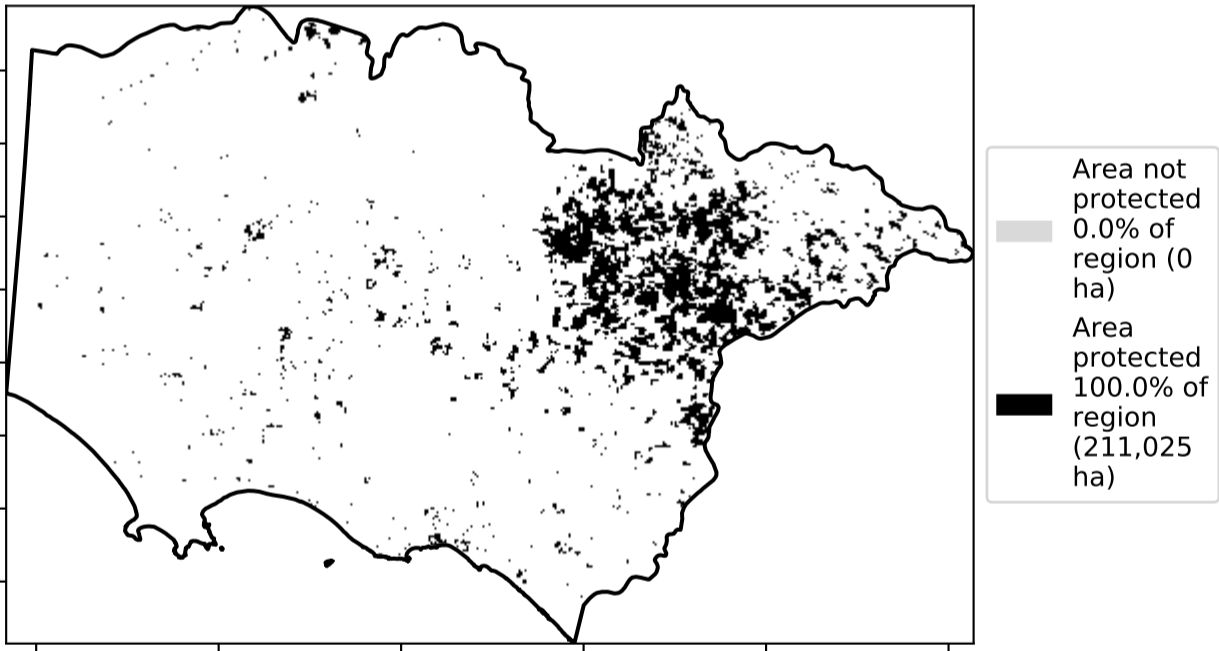 Area not
protected
0.0% of
region (0
ha)
Area
protected
100.0% of
region
(211,025
ha)